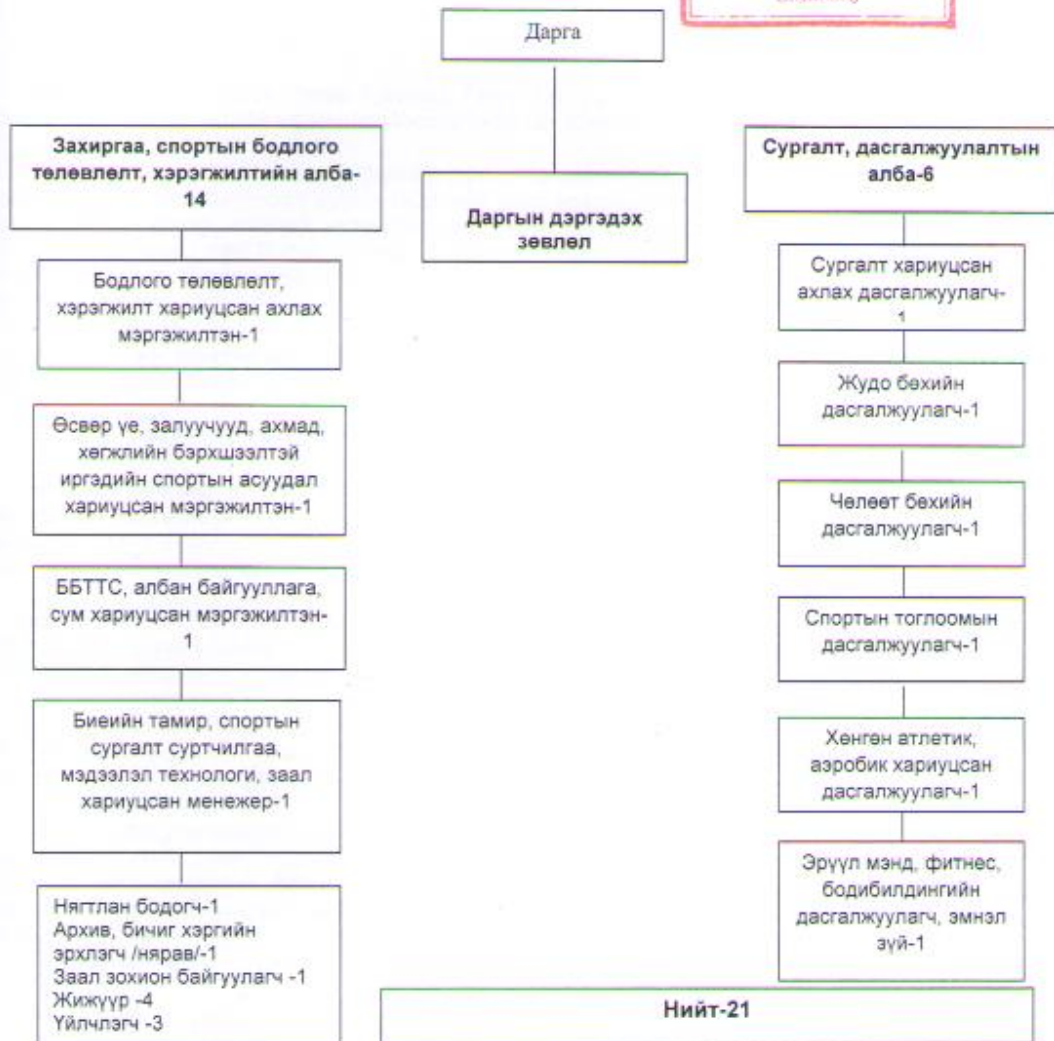 Дарга
Захиргаа, спортын бодлого
төлөвлөлт, хэрэгжилтийн алба-
14
Бодлого төлөвлөлт,
хэрэгжилт хариуцсан ахлах
мэргэжилтэн-1
Өсвөр үе, залуучууд, ахмад,
хөгжлийн бэрхшээлтэй
иргэдийн спортын асуудал
хариуцсан мэргэжилтэн-1
ББТТС, албан байгууллага,
сум хариуцсан мэргэжилтэн-
1
Биеийн тамир, спортын
сургалт суртчилгаа,
мэдээлэл технологи, заал
хариуцсан менежер-1
Нягтлан бодогч-1
Архив, бичиг хэргийн
эрхлэгч /нярав/-1
Заал зохион байгуулагч -1
Жижүүр -4
Үйлчлэгч -3
Даргын дэргэдэх
зөвлөл
Сургалт, дасгалжуулалтын
алба-6
Сургалт хариуцсан
ахлах дасгалжуулагч-
1
Жудо бөхийн
дасгалжуулагч-1
Чөлөөт бөхийн
дасгалжуулагч-1
Спортын тоглоомын
дасгалжуулагч-1
Хөнгөн атлетик,
аэробик хариуцсан
дасгалжуулагч-1
Эрүүл мэнд, фитнес,
бодибилдингийн
дасгалжуулагч, эмнэл
зүй-1
Нийт-21